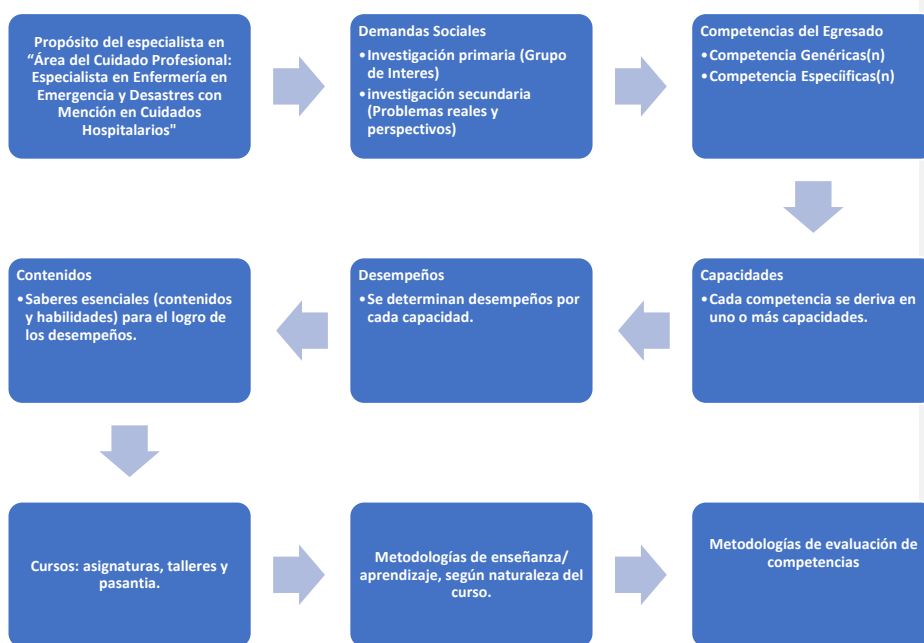 Propósito del especialista en
“Área del Cuidado Profesional:
Especialista en Enfermería en
Emergencia y Desastres con
Mención en Cuidados
Hospitalarios"
Demandas Sociales
•Investigación primaria (Grupo
de Interes)
•investigación secundaria
(Problemas reales y
perspectivos)
Competencias del Egresado
•Competencia Genéricas(n)
•Competencia Especíificas(n)
Capacidades
•Cada competencia se deriva en
uno o más capacidades.
Desempeños
•Se determinan desempeños por
cada capacidad.
Contenidos
•Saberes esenciales (contenidos
y habilidades) para el logro de
los desempeños.
Cursos: asignaturas, talleres y
pasantia.
Metodologías de enseñanza/
aprendizaje, según naturaleza del
curso.
Metodologías de evaluación de
competencias